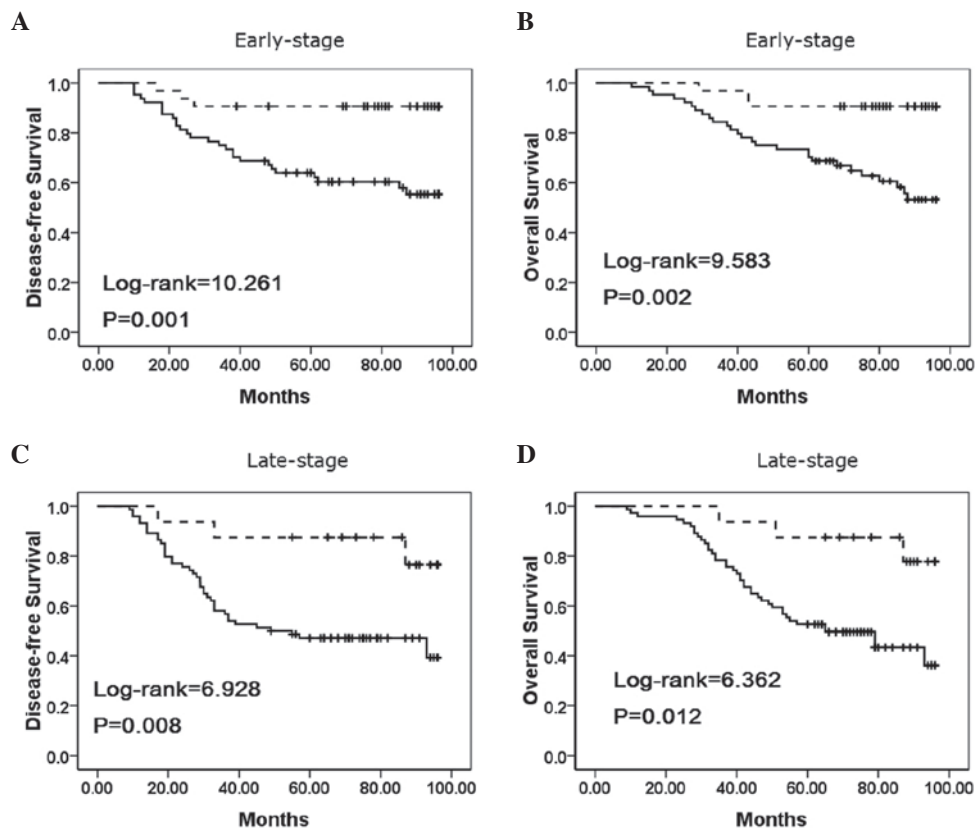 A
Early-stage
Disease-free Survival
1.0
0.8
0.6
0.4
0.2
0.0
Log-rank=10.261
P=0.001
0.00 20.00 40.00 60.00 80.00 100.00
Months
B
Early-stage
Overall Survival
1.0
0.8
0.6
0.4
0.2
0.0
Log-rank=9.583
P=0.002
0.00 20.00 40.00 60.00 80.00 100.00
Months
C
Late-stage
Disease-free Survival
1.0
0.8
0.6
0.4
0.2
0.0
Log-rank=6.928
P=0.008
0.00 20.00 40.00 60.00 80.00 100.00
Months
D
Late-stage
Overall Survival
1.0
0.8
0.6
0.4
0.2
0.0
Log-rank=6.362
P=0.012
0.00 20.00 40.00 60.00 80.00 100.00
Months